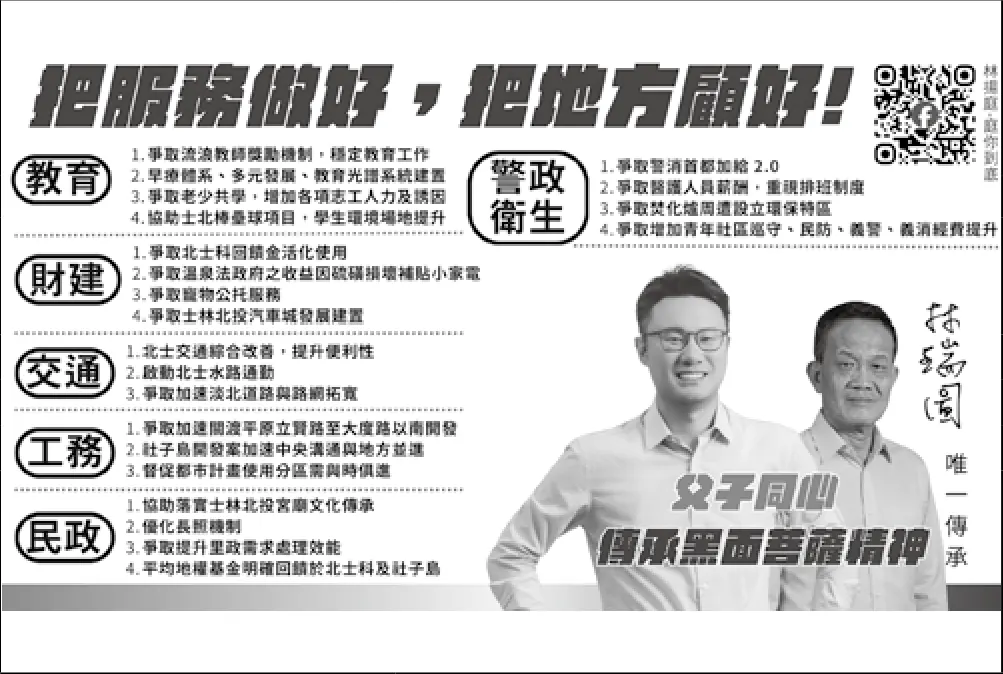 把服務做好，把地方顧好!
林擋庭·庭你到底
教育
1.爭取流浪教師獎勵機制，穩定教育工作
2.早療體系、多元發展、教育光譜系統建置
3.爭取老少共學，增加各項志工人力及誘因
4.協助士北棒壘球項目，學生環境場地提升
財建
1.爭取北士科回饋金活化使用
2.爭取溫泉法政府之收益因硫磺損壞補貼小家電
3.爭取寵物公托服務
4.爭取士林北投汽車城發展建置
交通
1.北士交通綜合改善，提升便利性
2.啟動北士水路通勤
3.爭取加速淡北道路與路網拓寬
工務
1.爭取加速關渡平原立賢路至大度路以南開發
2.社子島開發案加速中央溝通與地方並進
3.督促都市計畫使用分區需與時俱進
民政
1.協助落實士林北投宮廟文化傳承
2.優化長照機制
3.爭取提升里政需求處理效能
4.平均地權基金明確回饋於北士科及社子島
警政
衛生
1.爭取警消首都加給 2.0
2.爭取醫護人員薪酬，重視排班制度
3.爭取焚化爐周遭設立環保特區
4.爭取增加青年社區巡守、民防、義警、義消經費提升
林瑞圖
唯一傳承
父子同心
傳承黑面菩薩精神